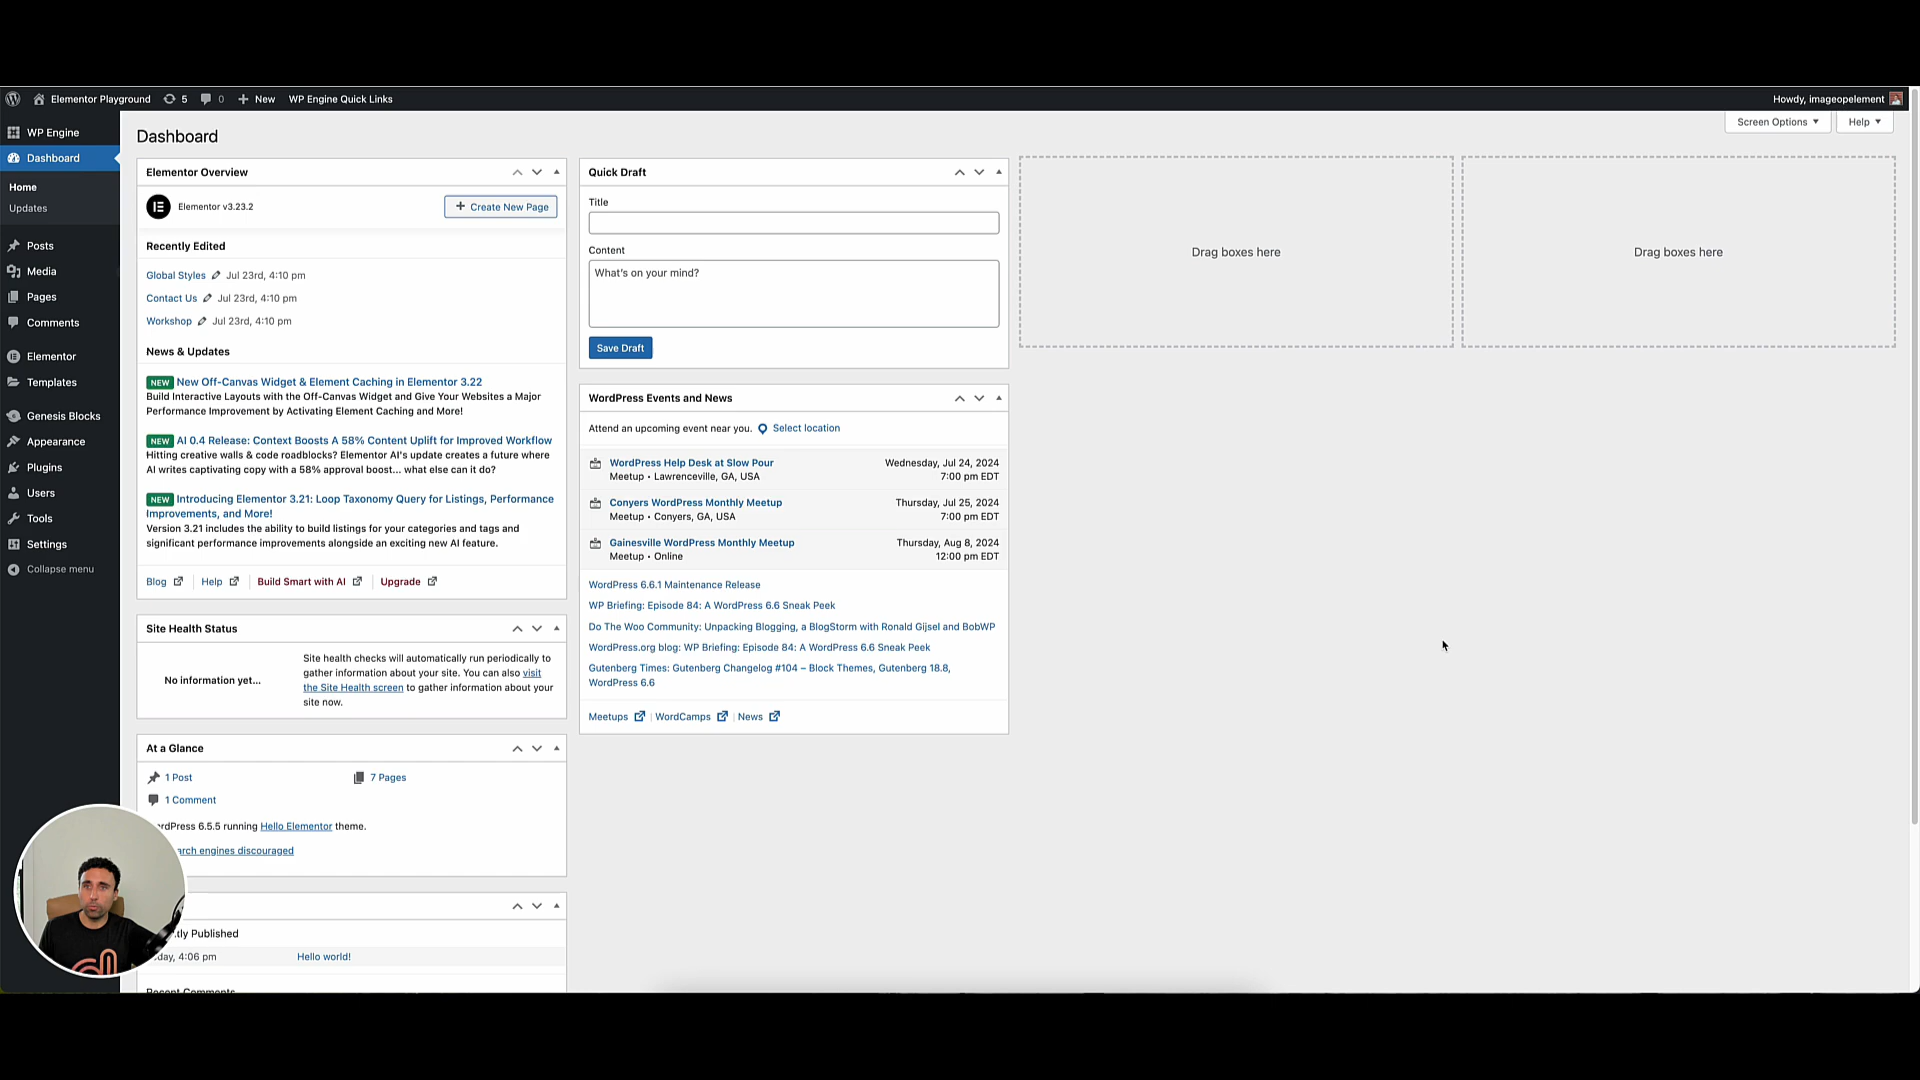 Elementor Playground 5 0 New WP Engine Quick Links Howdy, imageopelement
Screen Options Help
WP Engine
Dashboard
Home
Updates
Posts
Media
Pages
Comments
Elementor
Templates
Genesis Blocks
Appearance
Plugins
Users
Tools
Settings
Collapse menu
Dashboard
Elementor Overview
Elementor v3.23.2
Create New Page
Recently Edited
Global Styles Jul 23rd, 4:10 pm
Contact Us Jul 23rd, 4:10 pm
Workshop Jul 23rd, 4:10 pm
News & Updates
NEW New Off-Canvas Widget & Element Caching in Elementor 3.22
Build Interactive Layouts with the Off-Canvas Widget and Give Your Websites a Major
Performance Improvement by Activating Element Caching and More!
NEW AI 0.4 Release: Context Boosts A 58% Content Uplift for Improved Workflow
Hitting creative walls & code roadblocks? Elementor AI's update creates a future where
AI writes captivating copy with a 58% approval boost... what else can it do?
NEW Introducing Elementor 3.21: Loop Taxonomy Query for Listings, Performance
Improvements, and More!
Version 3.21 includes the ability to build listings for your categories and tags and
significant performance improvements alongside an exciting new AI feature.
Blog Help Build Smart with AI Upgrade
Site Health Status
No information yet...
Site health checks will automatically run periodically to
gather information about your site. You can also visit
the Site Health screen to gather information about your
site now.
At a Glance
1 Post 7 Pages
1 Comment
rdPress 6.5.5 running Hello Elementor theme.
arch engines discouraged
tly Published
day, 4:06 pm Hello world!
Recent Comments
Quick Draft
Title
Content
What's on your mind?
Save Draft
WordPress Events and News
Attend an upcoming event near you. Select location
WordPress Help Desk at Slow Pour Wednesday, Jul 24, 2024
Meetup • Lawrenceville, GA, USA 7:00 pm EDT
Conyers WordPress Monthly Meetup Thursday, Jul 25, 2024
Meetup • Conyers, GA, USA 7:00 pm EDT
Gainesville WordPress Monthly Meetup Thursday, Aug 8, 2024
Meetup • Online 12:00 pm EDT
WordPress 6.6.1 Maintenance Release
WP Briefing: Episode 84: A WordPress 6.6 Sneak Peek
Do The Woo Community: Unpacking Blogging, a BlogStorm with Ronald Gijsel and BobWP
WordPress.org blog: WP Briefing: Episode 84: A WordPress 6.6 Sneak Peek
Gutenberg Times: Gutenberg Changelog #104 – Block Themes, Gutenberg 18.8,
WordPress 6.6
Meetups WordCamps News
Drag boxes here
Drag boxes here